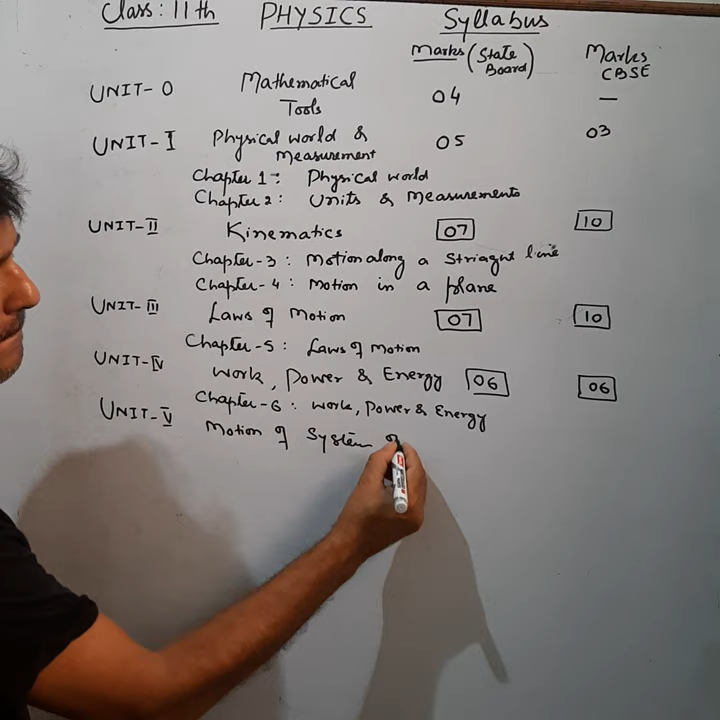 Class: 11th PHYSICS Syllabus
Marks (State Board) Marks CBSE
UNIT-0 Mathematical Tools 04 —
UNIT-I Physical world & Measurement 05 03
Chapter 1: Physical world
Chapter 2: Units & Measurements
UNIT-II Kinematics 07 10
Chapter-3: Motion along a Striaght line
Chapter-4: Motion in a plane
UNIT-III Laws of Motion 07 10
Chapter-5: Laws of Motion
UNIT-IV Work, Power & Energy 06 06
Chapter-6: Work, Power & Energy
UNIT-V Motion of System o